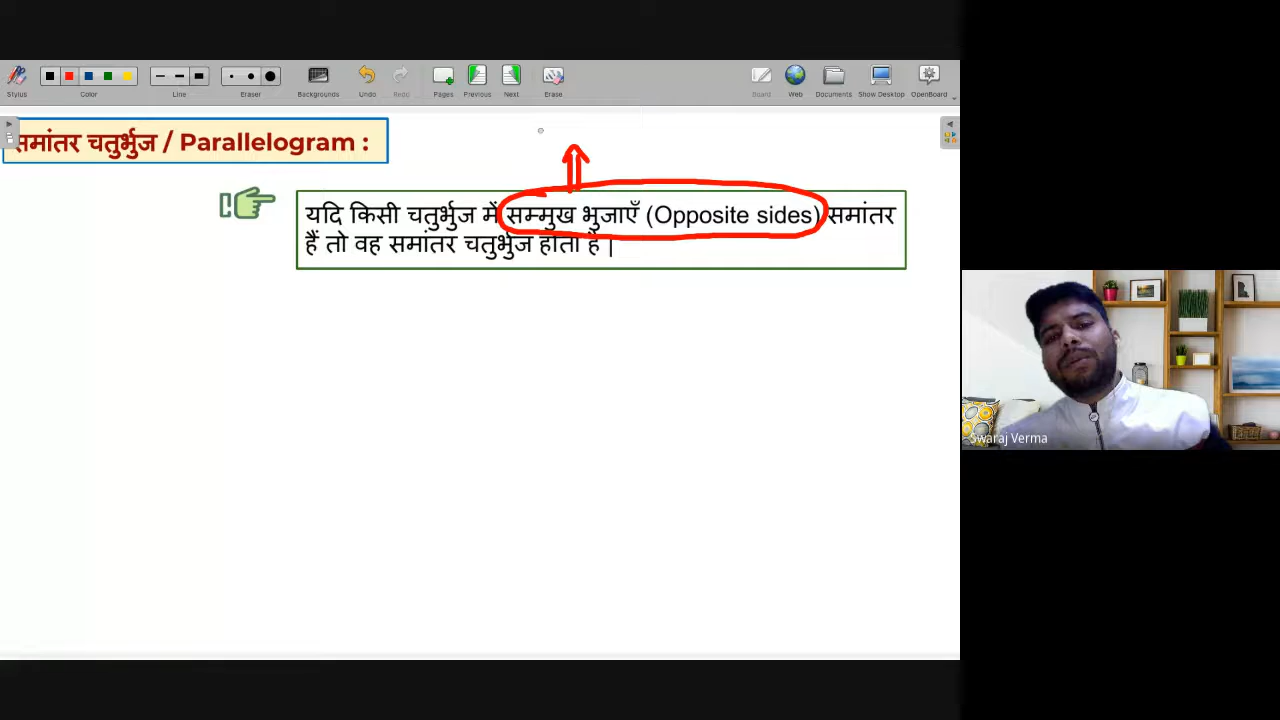 Stylus
Color
Line
Eraser
Backgrounds
Undo
Redo
Pages
Previous
Next
Erase
Board
Web
Documents
Show Desktop
OpenBoard
समांतर चतुर्भुज / Parallelogram :
यदि किसी चतुर्भुज में सम्मुख भुजाएँ (Opposite sides) समांतर
हैं तो वह समांतर चतुर्भुज होता है |
Swaraj Verma